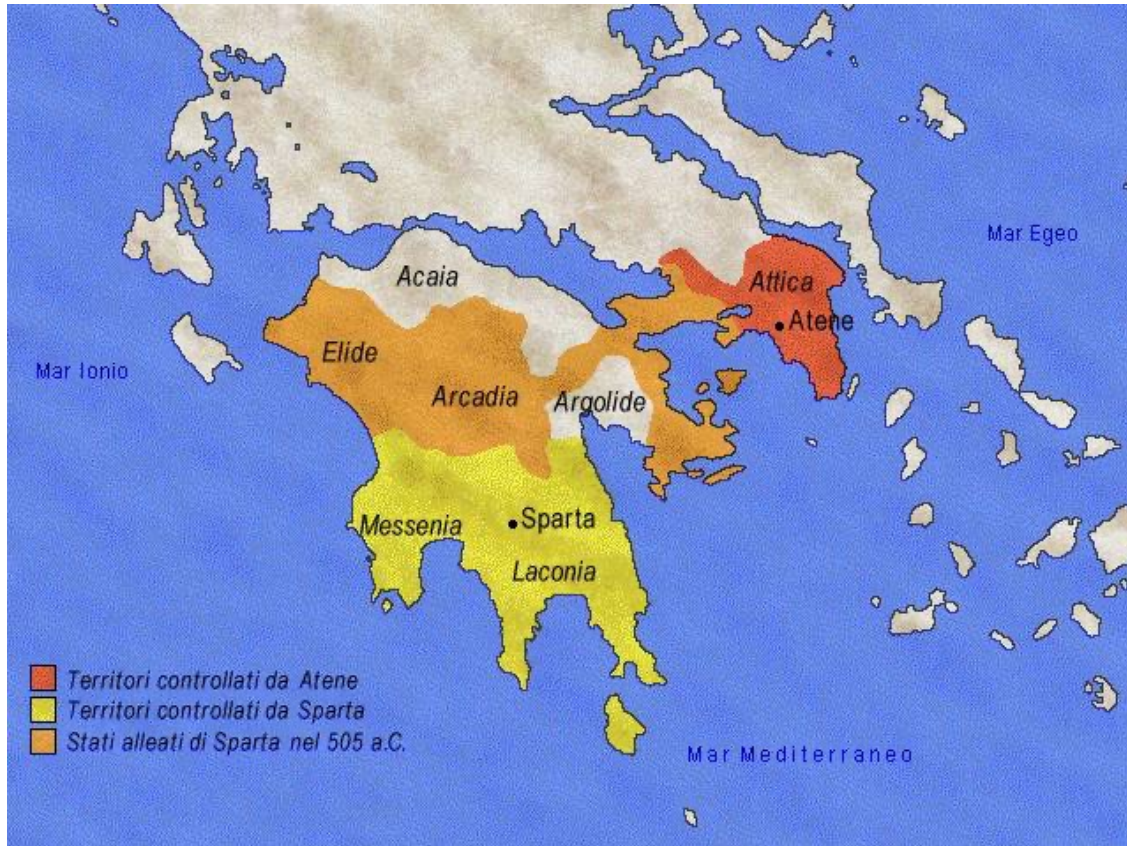 Mar Egeo
Acaia
Attica
Atene
Elide
Mar Ionio
Arcadia
Argolide
Messenia
Sparta
Laconia
Territori controllati da Atene
Territori controllati da Sparta
Stati alleati di Sparta nel 505 a.C.
Mar Mediterraneo